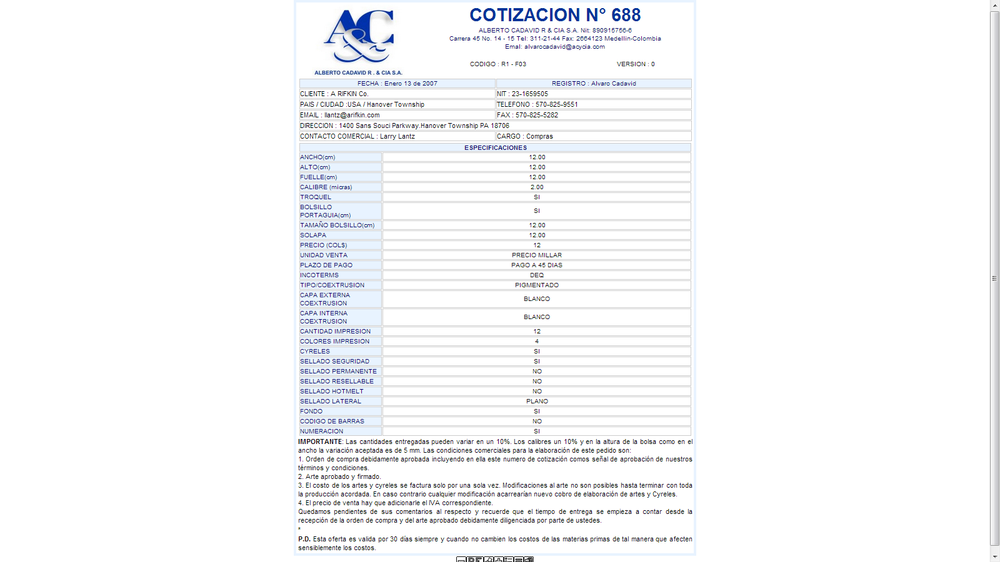 A&C
ALBERTO CADAVID R . & CIA S.A.
COTIZACION N° 688
ALBERTO CADAVID R & CIA S.A. Nit: 890915756-6
Carrera 45 No. 14 - 15 Tel: 311-21-44 Fax: 2664123 Medellin-Colombia
Emal: alvarocadavid@acycia.com
CODIGO : R1 - F03 VERSION : 0
FECHA : Enero 13 de 2007 REGISTRO : Alvaro Cadavid
CLIENTE : A RIFKIN Co. NIT : 23-1659505
PAIS / CIUDAD :USA / Hanover Township TELEFONO : 570-825-9551
EMAIL : llantz@arifkin.com FAX : 570-825-5282
DIRECCION : 1400 Sans Souci Parkway.Hanover Township PA 18706
CONTACTO COMERCIAL : Larry Lantz CARGO : Compras
ESPECIFICACIONES
ANCHO(cm) 12.00
ALTO(cm) 12.00
FUELLE(cm) 12.00
CALIBRE (micras) 2.00
TROQUEL SI
BOLSILLO
PORTAGUIA(cm) SI
TAMAÑO BOLSILLO(cm) 12.00
SOLAPA 12.00
PRECIO (COL$) 12
UNIDAD VENTA PRECIO MILLAR
PLAZO DE PAGO PAGO A 45 DIAS
INCOTERMS DEQ
TIPO/COEXTRUSION PIGMENTADO
CAPA EXTERNA
COEXTRUSION BLANCO
CAPA INTERNA
COEXTRUSION BLANCO
CANTIDAD IMPRESION 12
COLORES IMPRESION 4
CYRELES SI
SELLADO SEGURIDAD SI
SELLADO PERMANENTE NO
SELLADO RESELLABLE NO
SELLADO HOTMELT NO
SELLADO LATERAL PLANO
FONDO SI
CODIGO DE BARRAS NO
NUMERACION SI
IMPORTANTE: Las cantidades entregadas pueden variar en un 10%. Los calibres un 10% y en la altura de la bolsa como en el
ancho la variación aceptada es de 5 mm. Las condiciones comerciales para la elaboración de este pedido son:
1. Orden de compra debidamente aprobada incluyendo en ella este numero de cotización comos señal de aprobación de nuestros
términos y condiciones.
2. Arte aprobado y firmado.
3. El costo de los artes y cyreles se factura solo por una sola vez. Modificaciones al arte no son posibles hasta terminar con toda
la producción acordada. En caso contrario cualquier modificación acarrearían nuevo cobro de elaboración de artes y Cyreles.
4. El precio de venta hay que adicionarle el IVA correspondiente.
Quedamos pendientes de sus comentarios al respecto y recuerde que el tiempo de entrega se empieza a contar desde la
recepción de la orden de compra y del arte aprobado debidamente diligenciada por parte de ustedes.
*
P.D. Esta oferta es valida por 30 días siempre y cuando no cambien los costos de las materias primas de tal manera que afecten
sensiblemente los costos.